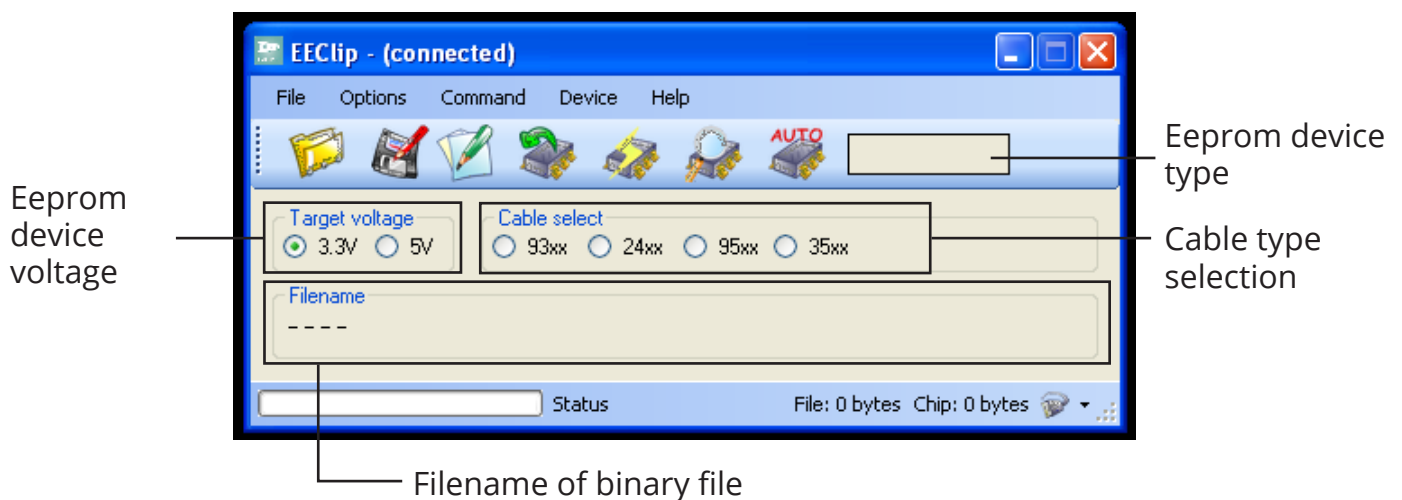 EEClip - (connected)
File Options Command Device Help
AUTO
Eeprom device
type
Eeprom
device
voltage
Target voltage
3.3V 5V
Cable select
93xx 24xx 95xx 35xx
Cable type
selection
Filename
----
Status File: 0 bytes Chip: 0 bytes
Filename of binary file